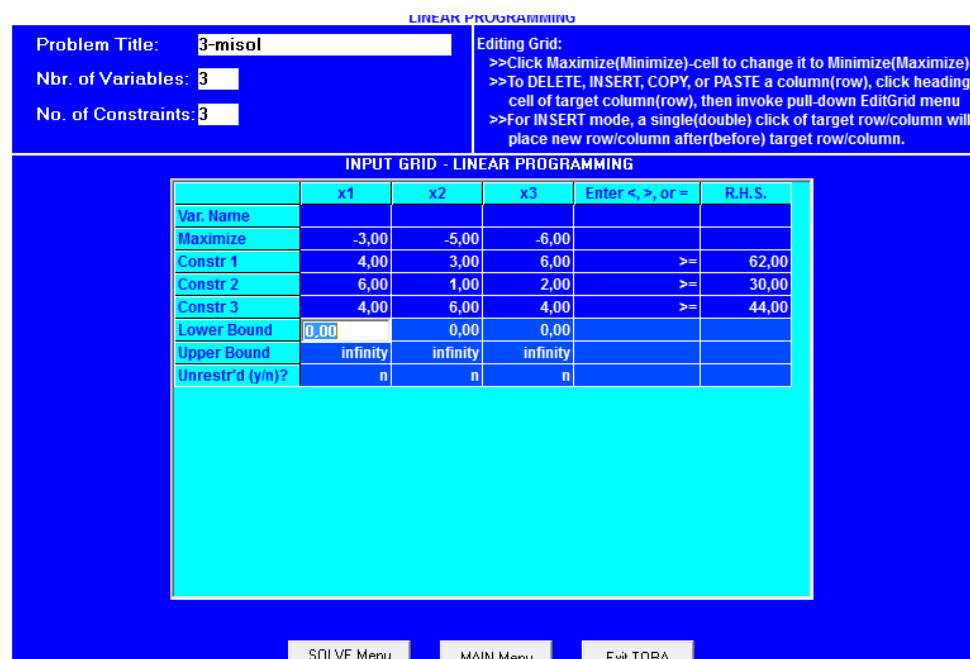 LINEAR PROGRAMMING
Problem Title: 3-misol
Nbr. of Variables: 3
No. of Constraints: 3
Editing Grid:
>>Click Maximize(Minimize)-cell to change it to Minimize(Maximize)
>>To DELETE, INSERT, COPY, or PASTE a column(row), click heading
cell of target column(row), then invoke pull-down EditGrid menu
>>For INSERT mode, a single(double) click of target row/column will
place new row/column after(before) target row/column.
INPUT GRID - LINEAR PROGRAMMING
x1 x2 x3 Enter <, >, or = R.H.S.
Var. Name
Maximize -3,00 -5,00 -6,00
Constr 1 4,00 3,00 6,00 >= 62,00
Constr 2 6,00 1,00 2,00 >= 30,00
Constr 3 4,00 6,00 4,00 >= 44,00
Lower Bound 0,00 0,00 0,00
Upper Bound infinity infinity infinity
Unrestr'd (y/n)? n n n
SOLVE Menu MAIN Menu Exit TORA